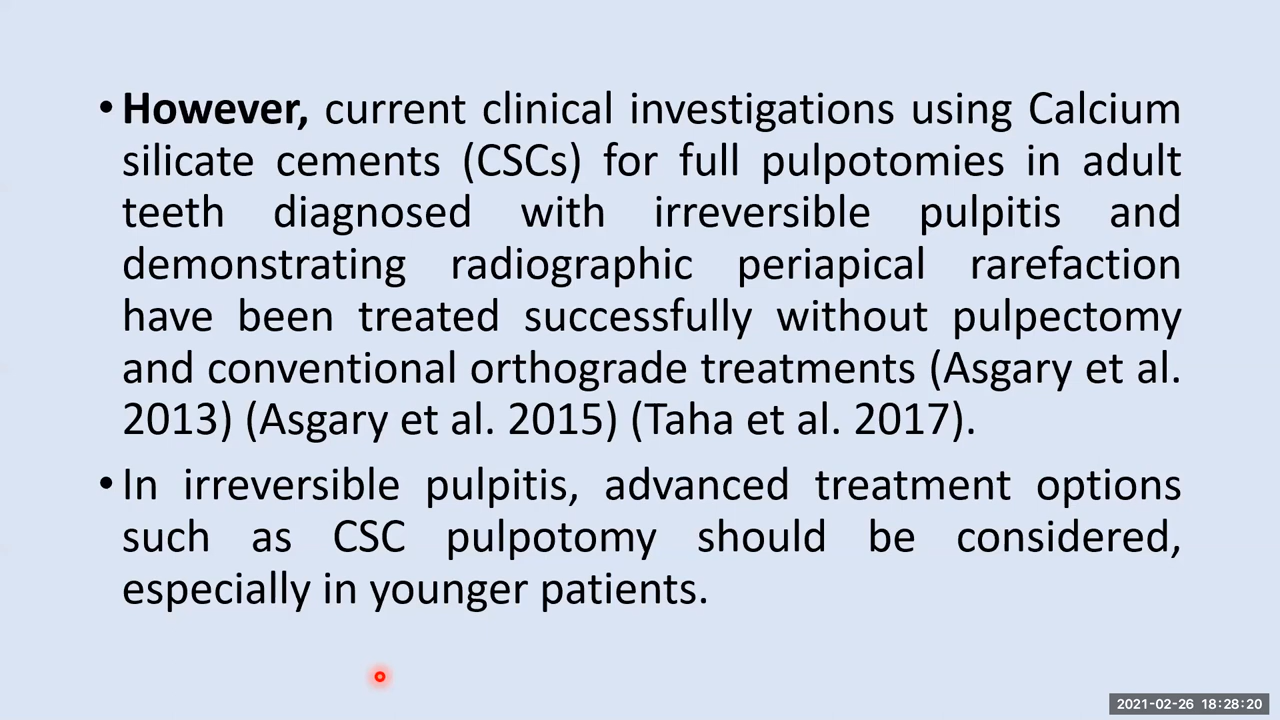 • However, current clinical investigations using Calcium
silicate cements (CSCs) for full pulpotomies in adult
teeth diagnosed with irreversible pulpitis and
demonstrating radiographic periapical rarefaction
have been treated successfully without pulpectomy
and conventional orthograde treatments (Asgary et al.
2013) (Asgary et al. 2015) (Taha et al. 2017).
• In irreversible pulpitis, advanced treatment options
such as CSC pulpotomy should be considered,
especially in younger patients.
2021-02-26 18:28:20